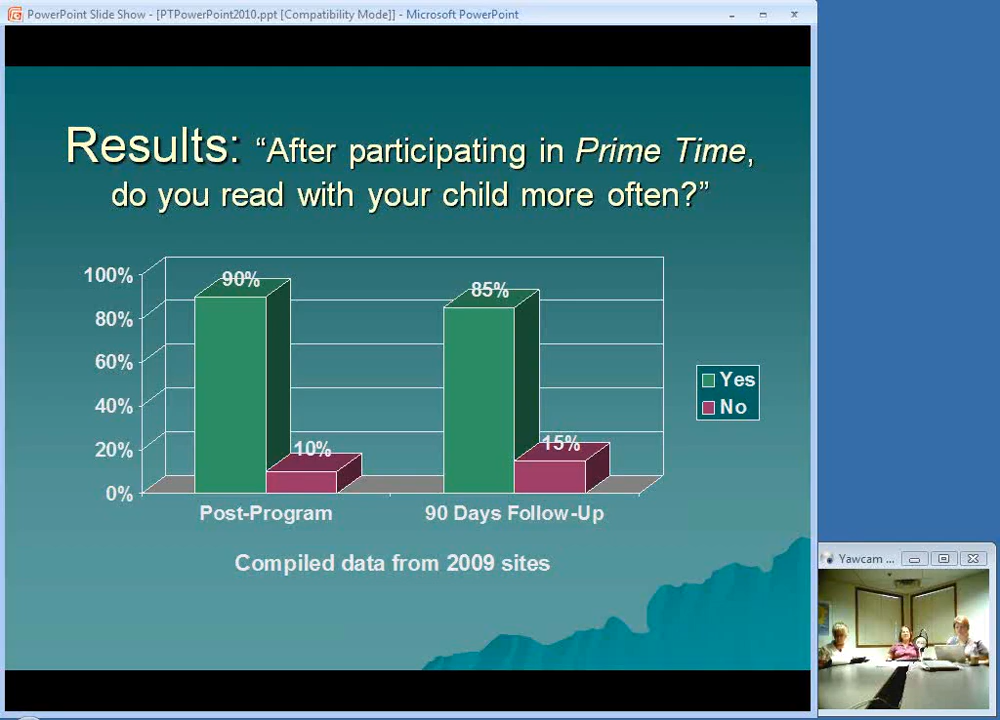 PowerPoint Slide Show - [PTPowerPoint2010.ppt [Compatibility Mode]] - Microsoft PowerPoint
Results: “After participating in Prime Time,
do you read with your child more often?”
100%
80%
60%
40%
20%
0%
90%
10%
85%
15%
Post-Program
90 Days Follow-Up
Yes
No
Compiled data from 2009 sites
Yawcam ...